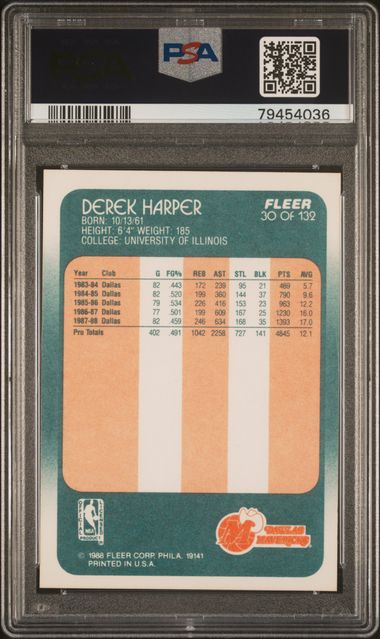 PSA
79454036
DEREK HARPER
FLEER
BORN: 10/13/61
30 OF 132
HEIGHT: 6'4" WEIGHT: 185
COLLEGE: UNIVERSITY OF ILLINOIS
Year Club G FG% REB AST STL BLK PTS AVG
1983-84 Dallas 82 .443 172 239 95 21 469 5.7
1984-85 Dallas 82 .520 199 360 144 37 790 9.6
1985-86 Dallas 79 .534 226 416 153 23 963 12.2
1986-87 Dallas 77 .501 199 609 167 25 1230 16.0
1987-88 Dallas 82 .459 246 634 168 35 1393 17.0
Pro Totals 402 .491 1042 2258 727 141 4845 12.1
OFFICIAL LICENSED
NBA
PRODUCT
DALLAS
MAVERICKS
© 1988 FLEER CORP. PHILA. 19141
PRINTED IN U.S.A.